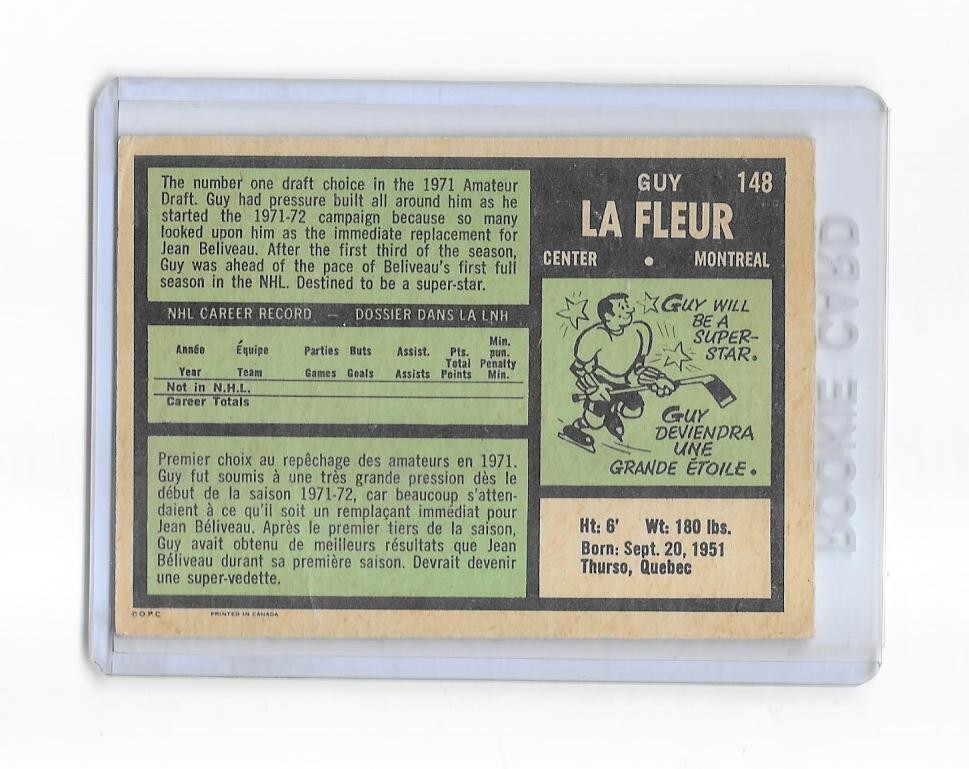 The number one draft choice in the 1971 Amateur
Draft. Guy had pressure built all around him as he
started the 1971-72 campaign because so many
looked upon him as the immediate replacement for
Jean Beliveau. After the first third of the season,
Guy was ahead of the pace of Beliveau's first full
season in the NHL. Destined to be a super-star.
NHL CAREER RECORD — DOSSIER DANS LA LNH
Année Équipe Parties Buts Assist. Pts. Min. pun.
Year Team Games Goals Assists Total Points Penalty Min.
Not in N.H.L.
Career Totals
Premier choix au repêchage des amateurs en 1971.
Guy fut soumis à une très grande pression dès le
début de la saison 1971-72, car beaucoup s'atten-
daient à ce qu'il soit un remplaçant immédiat pour
Jean Béliveau. Après le premier tiers de la saison,
Guy avait obtenu de meilleurs résultats que Jean
Béliveau durant sa première saison. Devrait devenir
une super-vedette.
©O.P.C. PRINTED IN CANADA
GUY 148
LA FLEUR
CENTER • MONTREAL
GUY WILL
BE A
SUPER-
STAR.
GUY
DEVIENDRA
UNE
GRANDE ÉTOILE.
Ht: 6' Wt: 180 lbs.
Born: Sept. 20, 1951
Thurso, Quebec
ROOKIE CARD